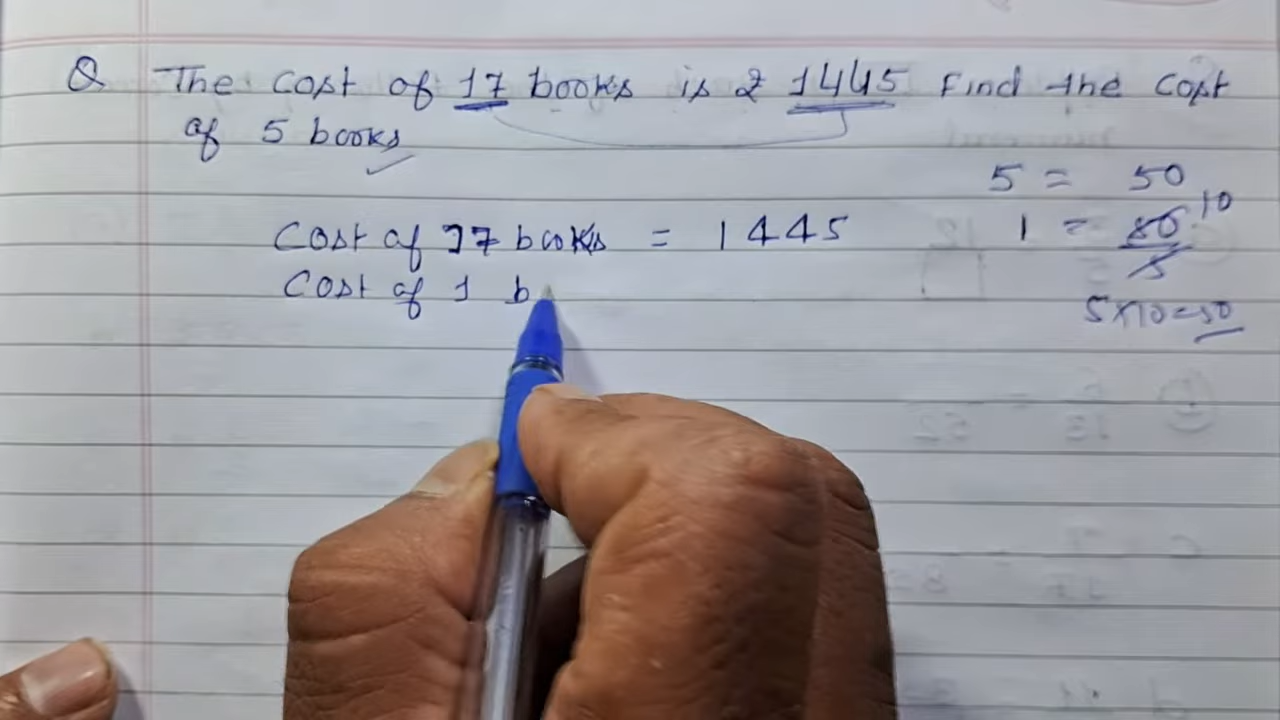 Q The cost of 17 books is ₹ 1445 Find the cost
of 5 books
5 = 50
Cost of 17 books = 1445
1 = 50/5 10
Cost of 1 b
5×10=50